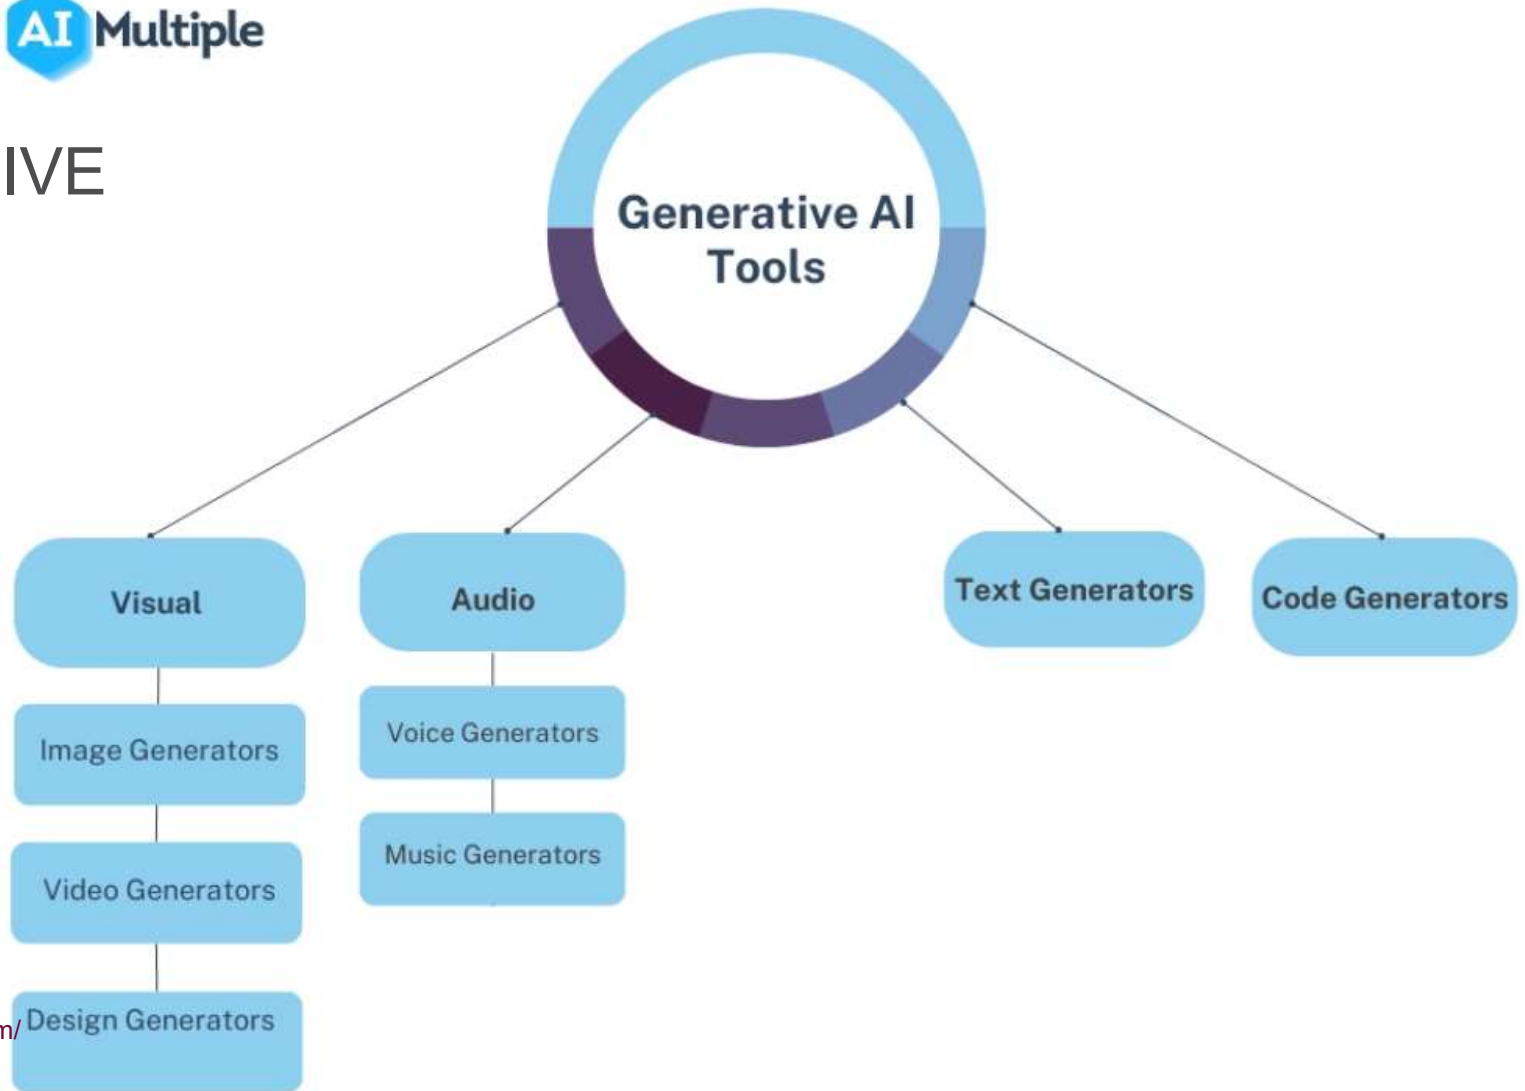 AI Multiple
IVE
Generative AI
Tools
Visual
Audio
Text Generators
Code Generators
Image Generators
Voice Generators
Video Generators
Music Generators
Design Generators
m/